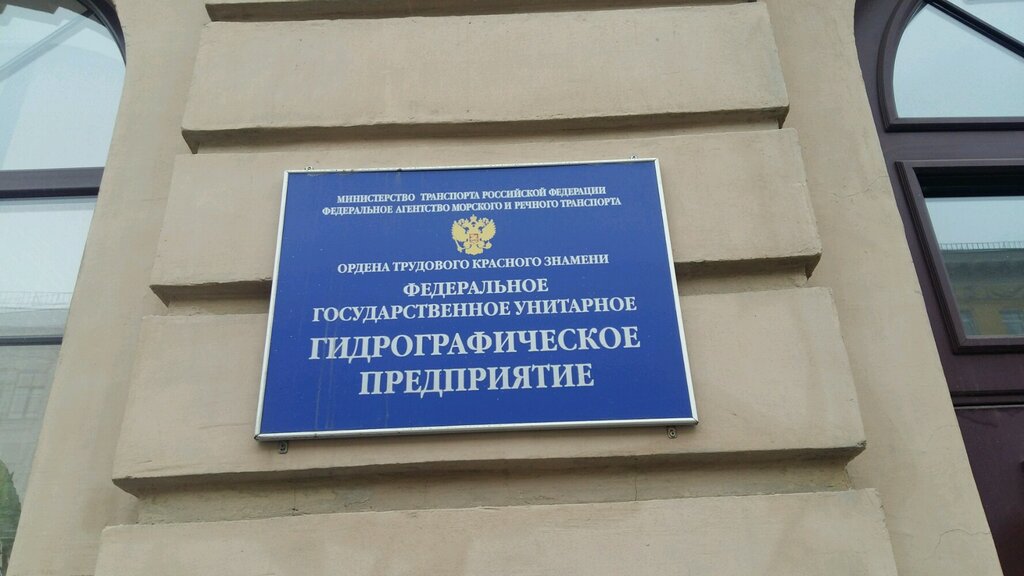 МИНИСТЕРСТВО ТРАНСПОРТА РОССИЙСКОЙ ФЕДЕРАЦИИ
ФЕДЕРАЛЬНОЕ АГЕНТСТВО МОРСКОГО И РЕЧНОГО ТРАНСПОРТА
ОРДЕНА ТРУДОВОГО КРАСНОГО ЗНАМЕНИ
ФЕДЕРАЛЬНОЕ
ГОСУДАРСТВЕННОЕ УНИТАРНОЕ
ГИДРОГРАФИЧЕСКОЕ
ПРЕДПРИЯТИЕ